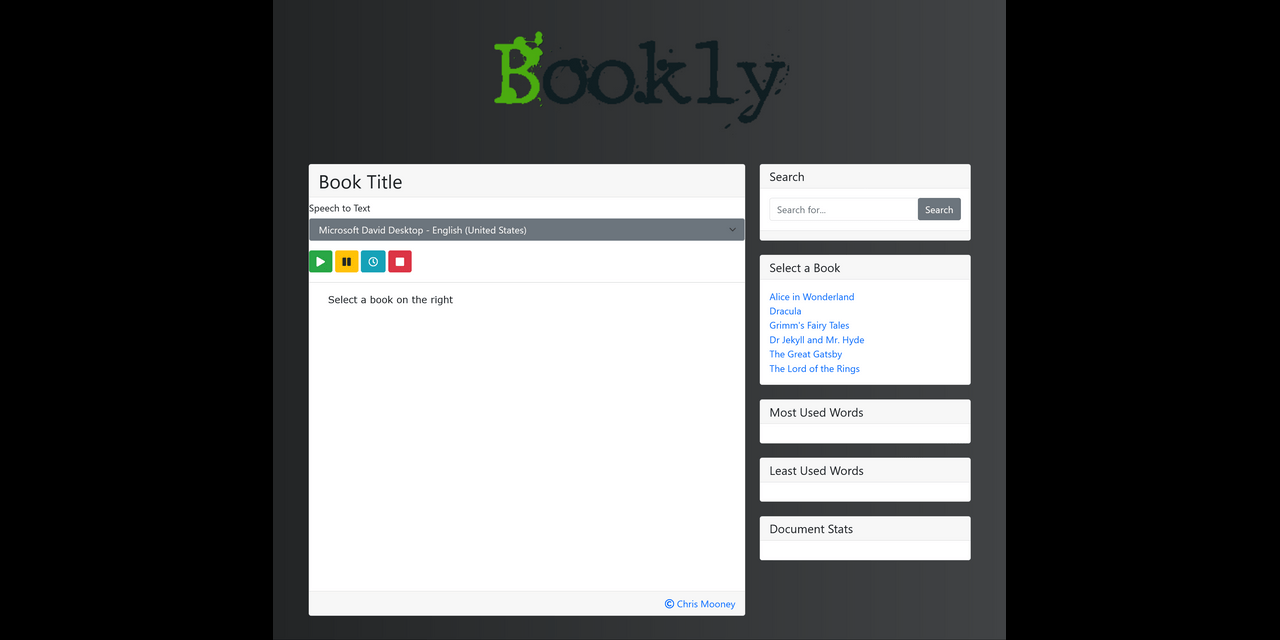 Bookly
Book Title
Speech to Text
Microsoft David Desktop - English (United States)
Select a book on the right
© Chris Mooney
Search
Search for...
Search
Select a Book
Alice in Wonderland
Dracula
Grimm's Fairy Tales
Dr Jekyll and Mr. Hyde
The Great Gatsby
The Lord of the Rings
Most Used Words
Least Used Words
Document Stats